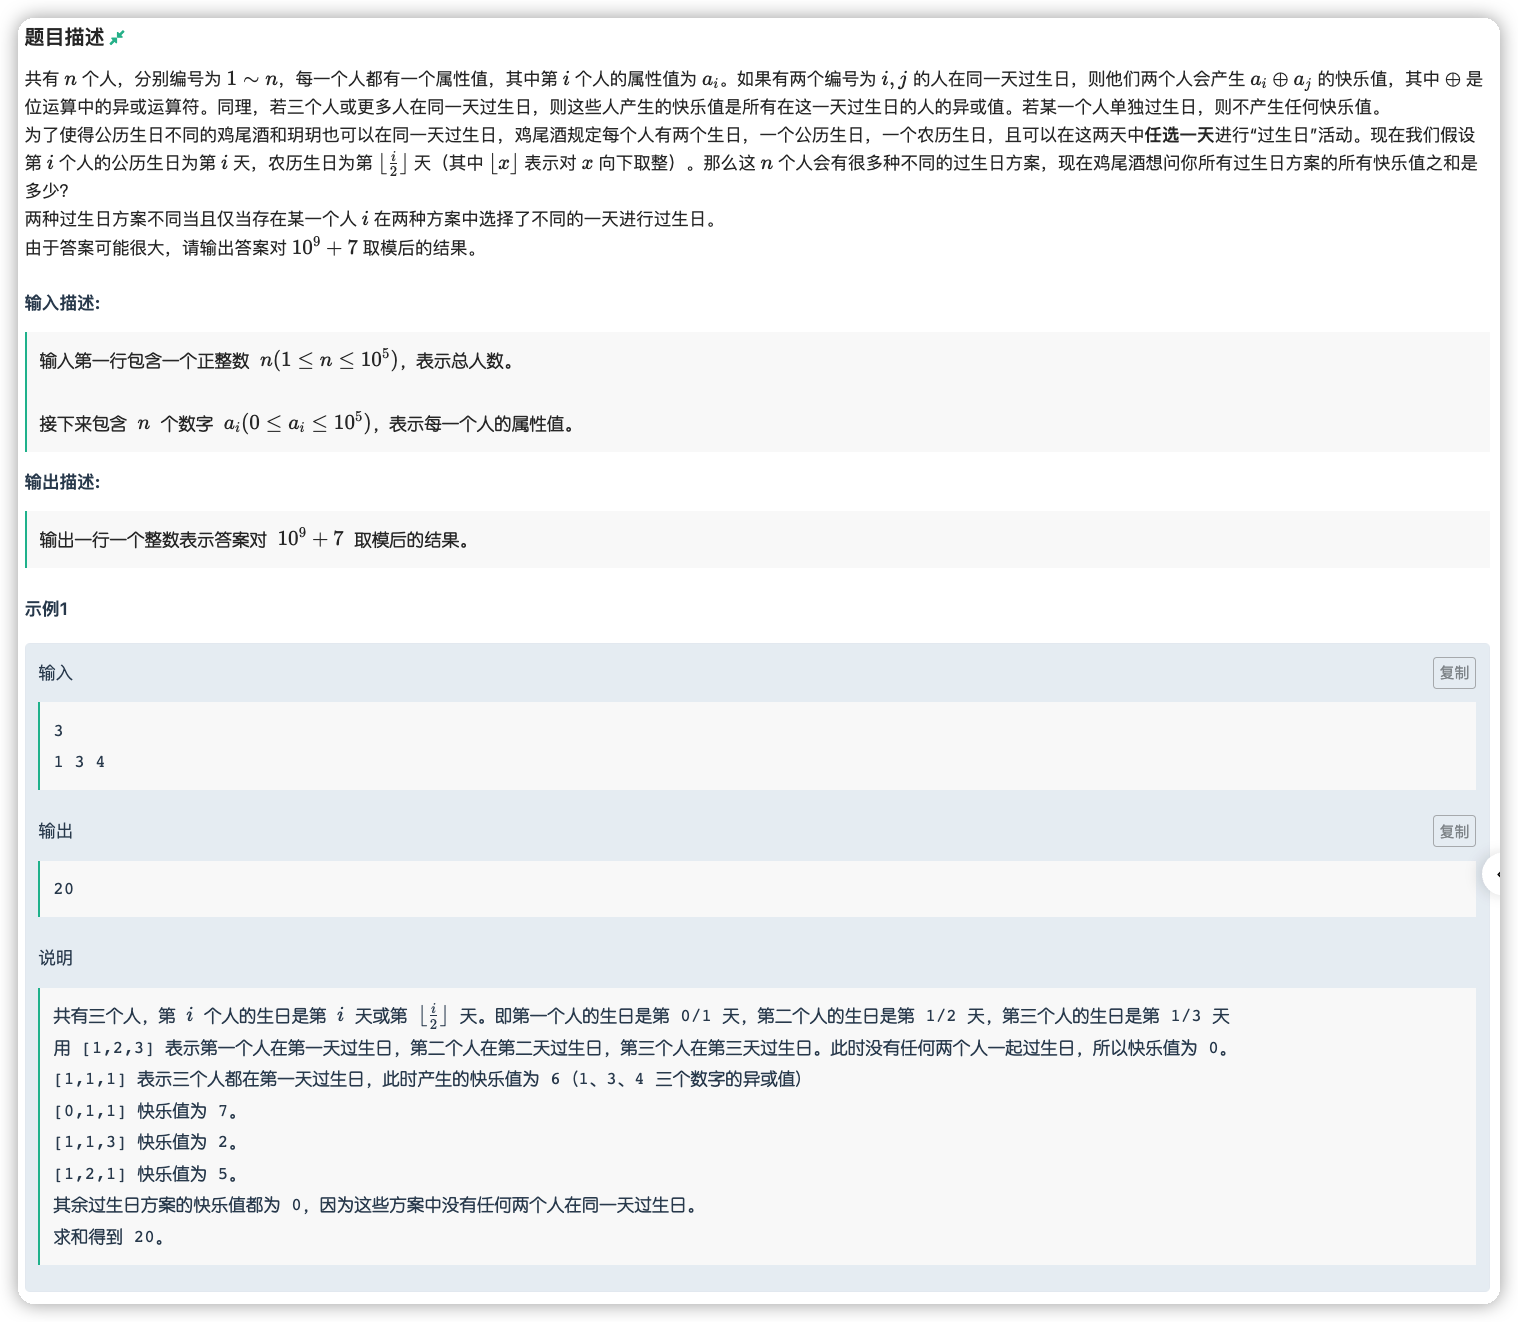 题目描述
共有 n 个人，分别编号为 1 ∼ n，每一个人都有一个属性值，其中第 i 个人的属性值为 aᵢ。如果有两个编号为 i, j 的人在同一天过生日，则他们两个人会产生 aᵢ ⊕ aⱼ 的快乐值，其中 ⊕ 是
位运算中的异或运算符。同理，若三个人或更多人在同一天过生日，则这些人产生的快乐值是所有在这一天过生日的人的异或值。若某一个人单独过生日，则不产生任何快乐值。
为了使得公历生日不同的鸡尾酒和玥玥也可以在同一天过生日，鸡尾酒规定每个人有两个生日，一个公历生日，一个农历生日，且可以在这两天中任选一天进行“过生日”活动。现在我们假设
第 i 个人的公历生日为第 i 天，农历生日为第 ⌊i/2⌋ 天（其中 ⌊x⌋ 表示对 x 向下取整）。那么这 n 个人会有很多种不同的过生日方案，现在鸡尾酒想问你所有过生日方案的所有快乐值之和是
多少？
两种过生日方案不同当且仅当存在某一个人 i 在两种方案中选择了不同的一天进行过生日。
由于答案可能很大，请输出答案对 10⁹ + 7 取模后的结果。
输入描述:
输入第一行包含一个正整数 n(1 ≤ n ≤ 10⁵)，表示总人数。
接下来包含 n 个数字 aᵢ(0 ≤ aᵢ ≤ 10⁵)，表示每一个人的属性值。
输出描述:
输出一行一个整数表示答案对 10⁹ + 7 取模后的结果。
示例1
输入
复制
3
1 3 4
输出
复制
20
说明
共有三个人，第 i 个人的生日是第 i 天或第 ⌊i/2⌋ 天。即第一个人的生日是第 0/1 天，第二个人的生日是第 1/2 天，第三个人的生日是第 1/3 天
用 [1,2,3] 表示第一个人在第一天过生日，第二个人在第二天过生日，第三个人在第三天过生日。此时没有任何两个人一起过生日，所以快乐值为 0。
[1,1,1] 表示三个人都在第一天过生日，此时产生的快乐值为 6（1、3、4 三个数字的异或值）
[0,1,1] 快乐值为 7。
[1,1,3] 快乐值为 2。
[1,2,1] 快乐值为 5。
其余过生日方案的快乐值都为 0，因为这些方案中没有任何两个人在同一天过生日。
求和得到 20。